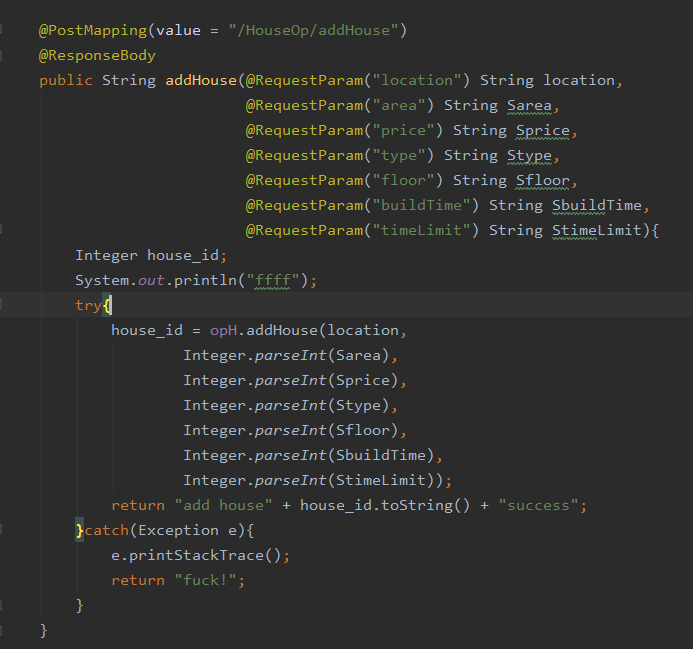 @PostMapping(value = "/HouseOp/addHouse")
@ResponseBody
public String addHouse(@RequestParam("location") String location,
@RequestParam("area") String Sarea,
@RequestParam("price") String Sprice,
@RequestParam("type") String Stype,
@RequestParam("floor") String Sfloor,
@RequestParam("buildTime") String SbuildTime,
@RequestParam("timeLimit") String StimeLimit){
Integer house_id;
System.out.println("ffff");
try{
house_id = opH.addHouse(location,
Integer.parseInt(Sarea),
Integer.parseInt(Sprice),
Integer.parseInt(Stype),
Integer.parseInt(Sfloor),
Integer.parseInt(SbuildTime),
Integer.parseInt(StimeLimit));
return "add house" + house_id.toString() + "success";
}catch(Exception e){
e.printStackTrace();
return "fuck!";
}
}